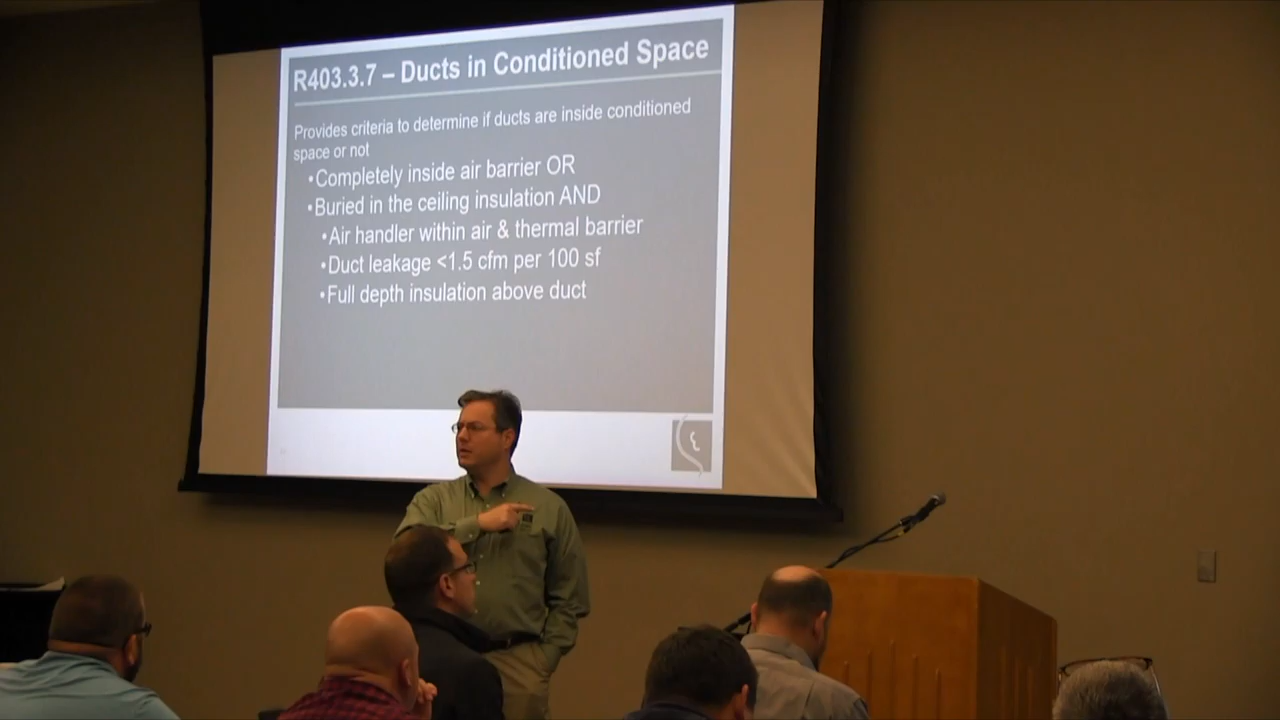 R403.3.7 – Ducts in Conditioned Space
Provides criteria to determine if ducts are inside conditioned
space or not
•Completely inside air barrier OR
•Buried in the ceiling insulation AND
•Air handler within air & thermal barrier
•Duct leakage <1.5 cfm per 100 sf
•Full depth insulation above duct